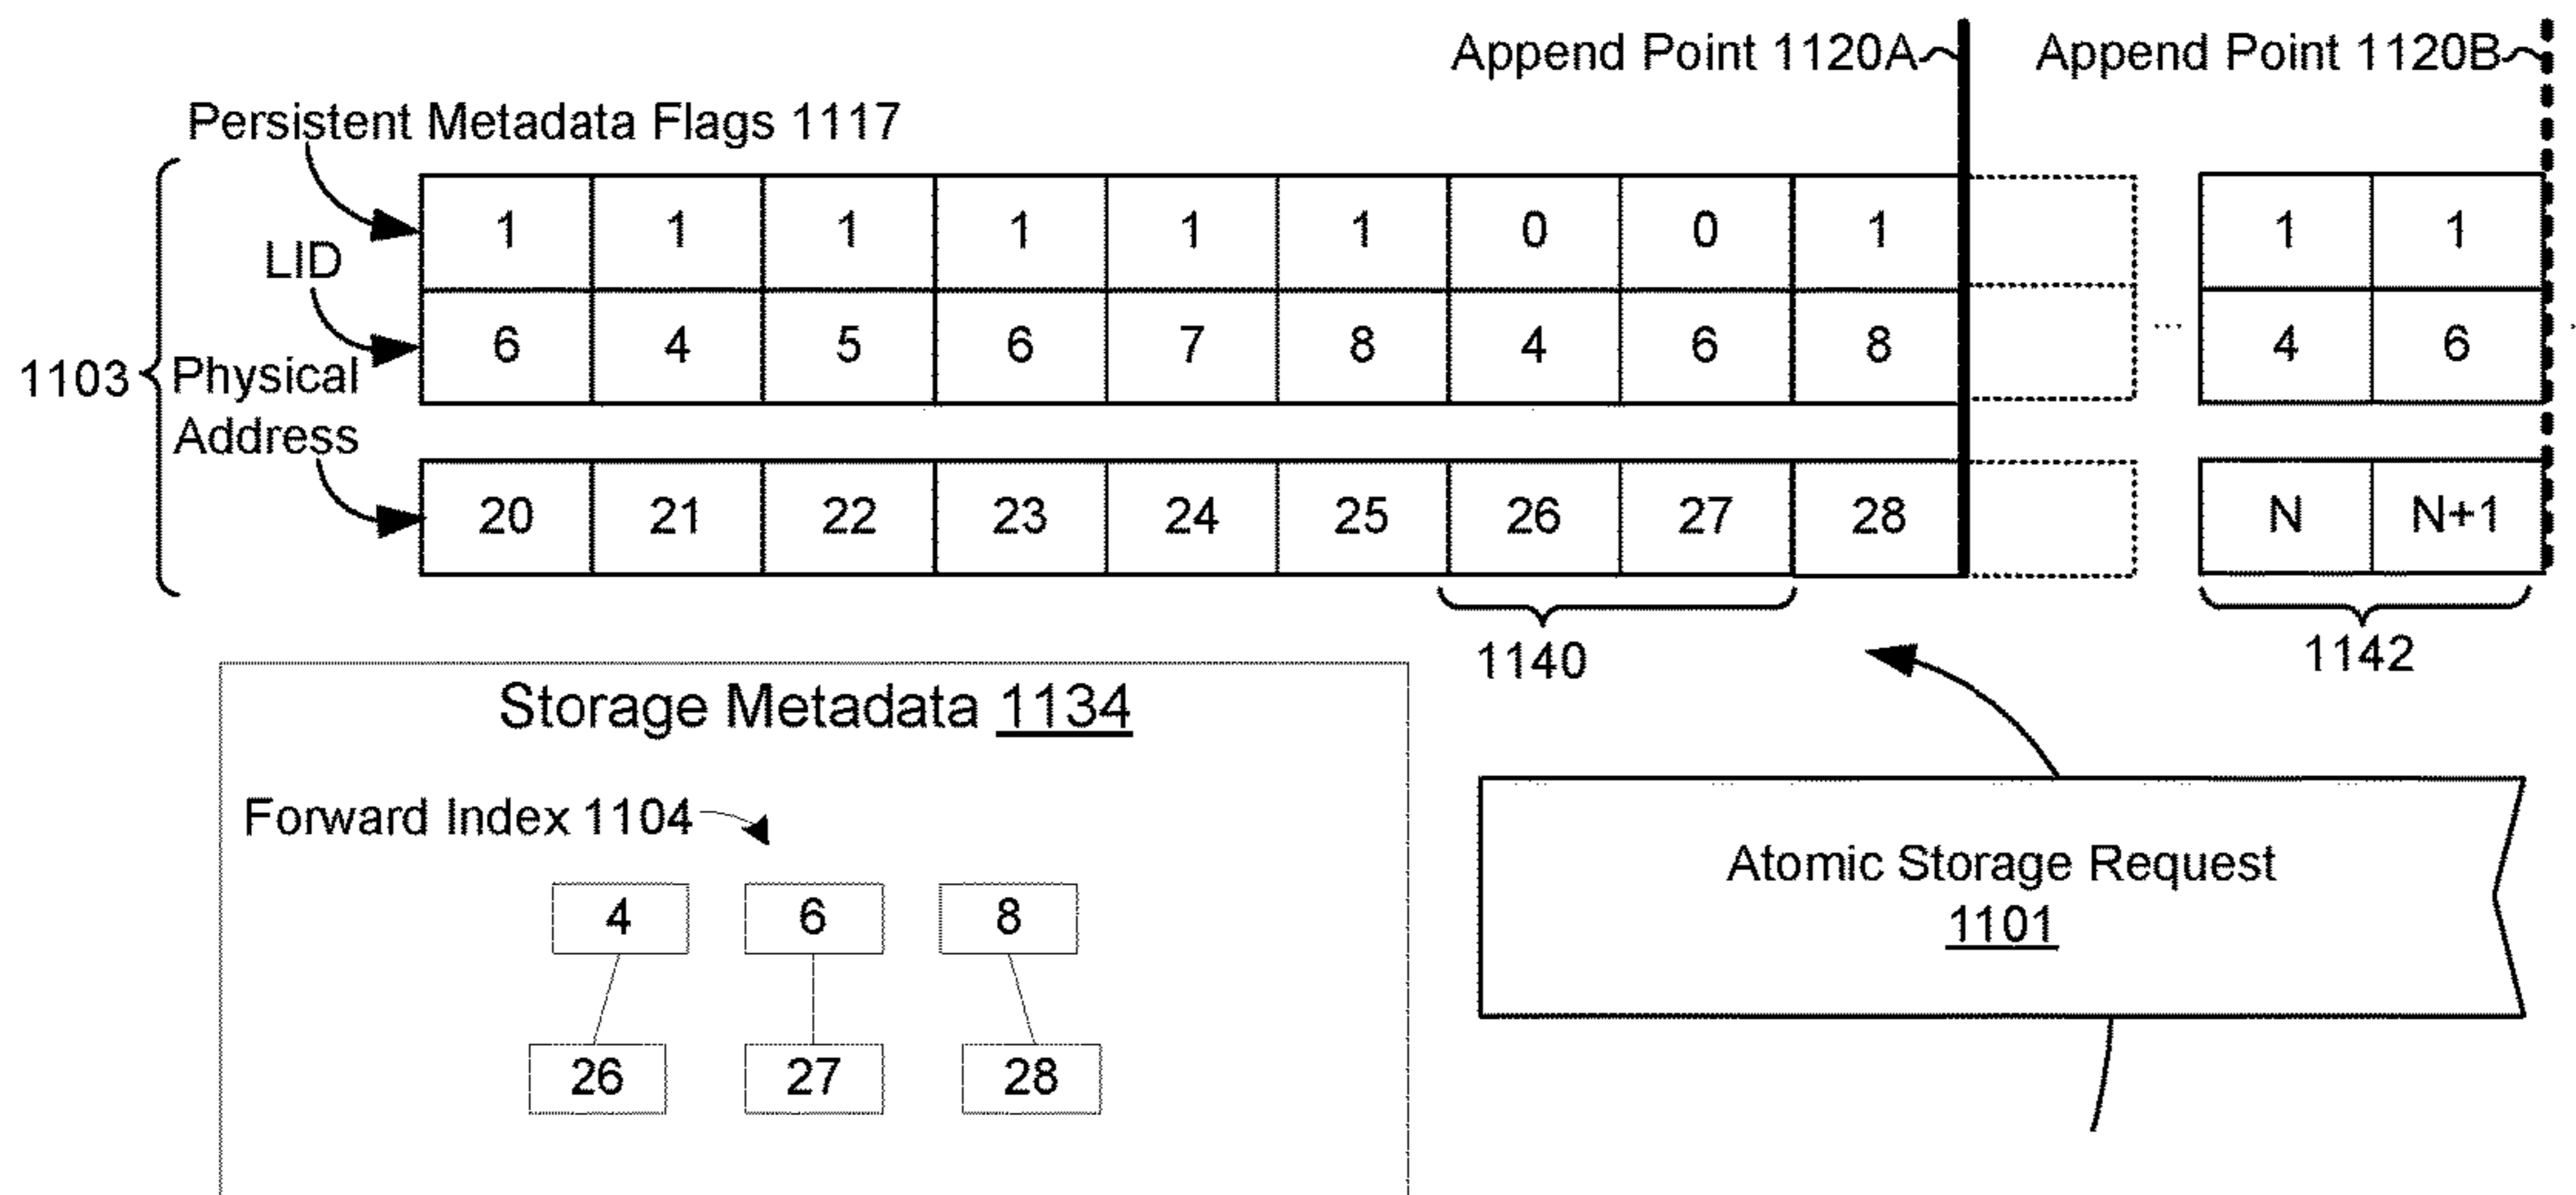 Append Point 1120A Append Point 1120B
Persistent Metadata Flags 1117
1 1 1 1 1 1 0 0 1 1 1
LID
6 4 5 6 7 8 4 6 8 ... 4 6
1103 Physical
Address
20 21 22 23 24 25 26 27 28 N N+1
1140 1142
Storage Metadata 1134
Forward Index 1104
4 6 8
26 27 28
Atomic Storage Request
1101